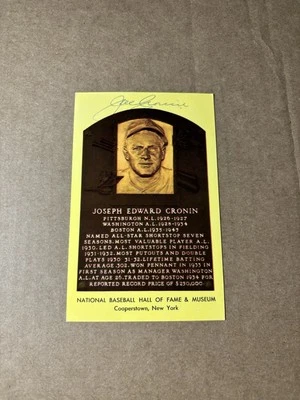 Joe Cronin
JOSEPH EDWARD CRONIN
PITTSBURGH N.L. 1926-1927
WASHINGTON A.L. 1928-1934
BOSTON A.L. 1935-1945
NAMED ALL-STAR SHORTSTOP SEVEN
SEASONS. MOST VALUABLE PLAYER A.L.
1930. LED A.L. SHORTSTOPS IN FIELDING
1931-1932. MOST PUTOUTS AND DOUBLE
PLAYS 1930-31-32. LIFETIME BATTING
AVERAGE .302. WON PENNANT IN 1933 IN
FIRST SEASON AS MANAGER WASHINGTON
A.L. AT AGE 26. TRADED TO BOSTON 1934 FOR
REPORTED RECORD PRICE OF $250,000.
NATIONAL BASEBALL HALL OF FAME & MUSEUM
Cooperstown, New York